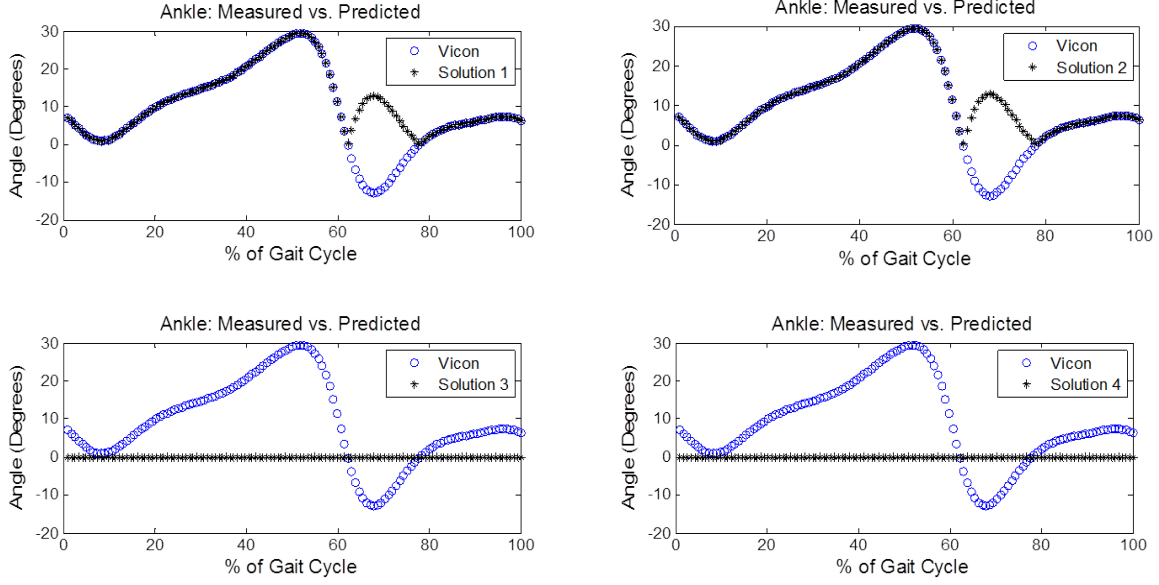 Ankle: Measured vs. Predicted
30
20
10
0
-10
-20
Angle (Degrees)
Vicon
Solution 1
0 20 40 60 80 100
% of Gait Cycle
Ankle: Measured vs. Predicted
30
20
10
0
-10
-20
Angle (Degrees)
Vicon
Solution 2
0 20 40 60 80 100
% of Gait Cycle
Ankle: Measured vs. Predicted
30
20
10
0
-10
-20
Angle (Degrees)
Vicon
Solution 3
0 20 40 60 80 100
% of Gait Cycle
Ankle: Measured vs. Predicted
30
20
10
0
-10
-20
Angle (Degrees)
Vicon
Solution 4
0 20 40 60 80 100
% of Gait Cycle